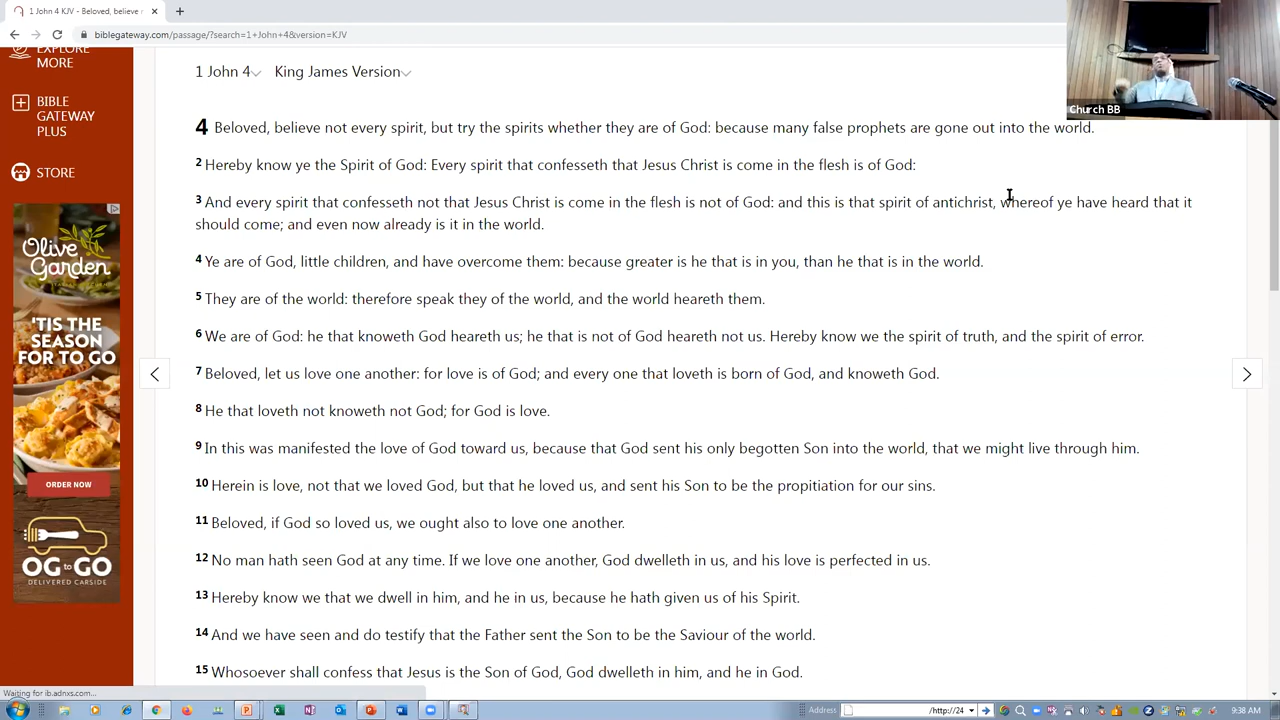 1 John 4 KJV - Beloved, believe
biblegateway.com/passage/?search=1+John+4&version=KJV
EXPLORE
MORE
BIBLE
GATEWAY
PLUS
STORE
Olive
Garden
'TIS THE
SEASON
FOR TO GO
ORDER NOW
OG to GO
DELIVERED CARSIDE
1 John 4
King James Version
Church BB
4 Beloved, believe not every spirit, but try the spirits whether they are of God: because many false prophets are gone out into the world.
2 Hereby know ye the Spirit of God: Every spirit that confesseth that Jesus Christ is come in the flesh is of God:
3 And every spirit that confesseth not that Jesus Christ is come in the flesh is not of God: and this is that spirit of antichrist, whereof ye have heard that it
should come; and even now already is it in the world.
4 Ye are of God, little children, and have overcome them: because greater is he that is in you, than he that is in the world.
5 They are of the world: therefore speak they of the world, and the world heareth them.
6 We are of God: he that knoweth God heareth us; he that is not of God heareth not us. Hereby know we the spirit of truth, and the spirit of error.
7 Beloved, let us love one another: for love is of God; and every one that loveth is born of God, and knoweth God.
8 He that loveth not knoweth not God; for God is love.
9 In this was manifested the love of God toward us, because that God sent his only begotten Son into the world, that we might live through him.
10 Herein is love, not that we loved God, but that he loved us, and sent his Son to be the propitiation for our sins.
11 Beloved, if God so loved us, we ought also to love one another.
12 No man hath seen God at any time. If we love one another, God dwelleth in us, and his love is perfected in us.
13 Hereby know we that we dwell in him, and he in us, because he hath given us of his Spirit.
14 And we have seen and do testify that the Father sent the Son to be the Saviour of the world.
15 Whosoever shall confess that Jesus is the Son of God, God dwelleth in him, and he in God.
Waiting for ib.adnxs.com...
Address
/http://24
9:38 AM